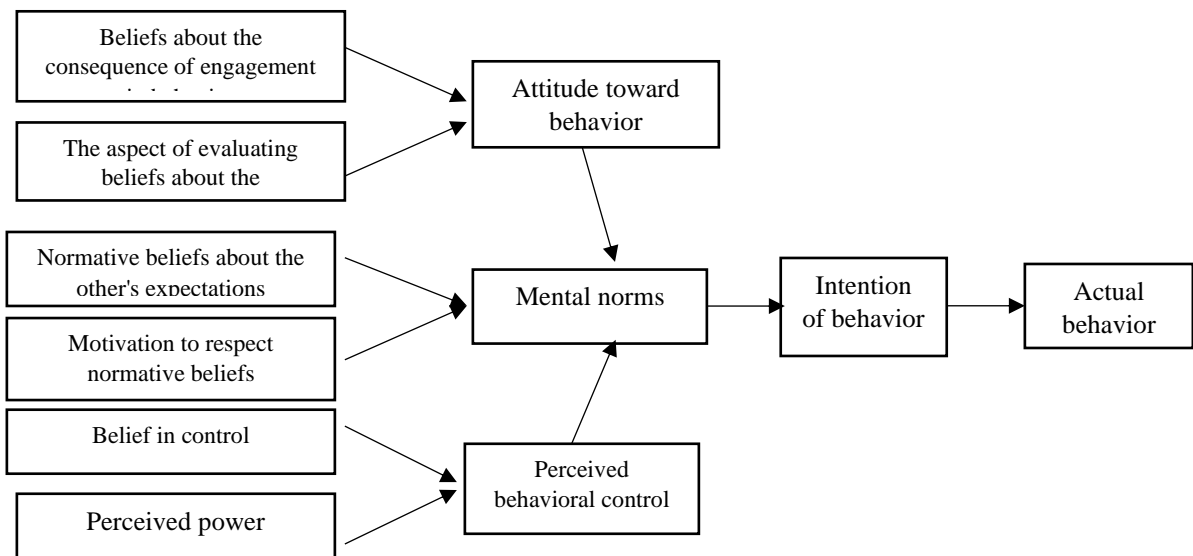 Beliefs about the
consequence of engagement
The aspect of evaluating
beliefs about the
Attitude toward
behavior
Normative beliefs about the
other's expectations
Motivation to respect
normative beliefs
Mental norms
Intention
of behavior
Actual
behavior
Belief in control
Perceived power
Perceived
behavioral control